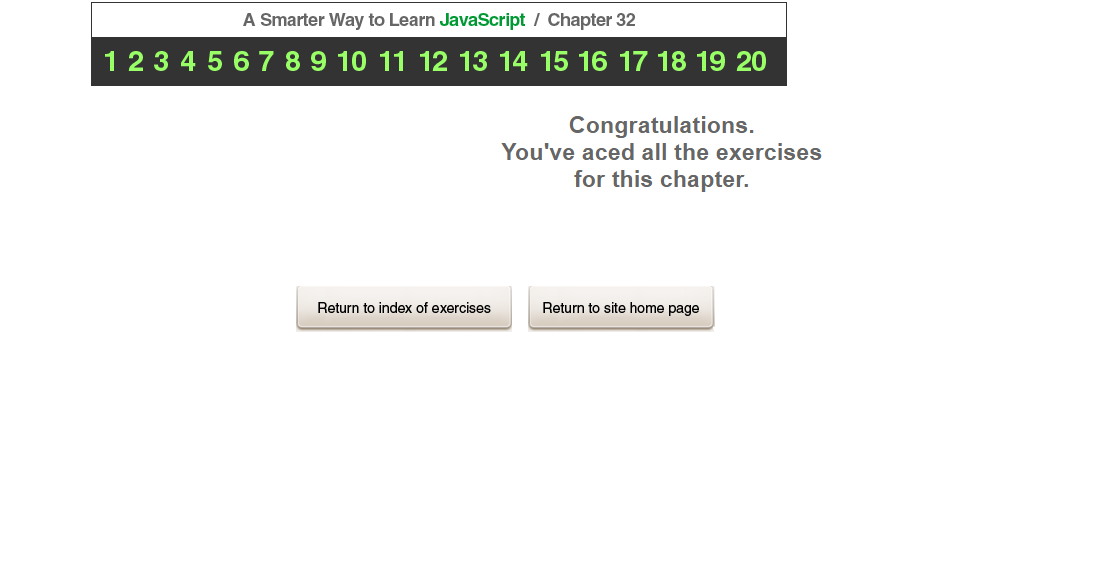 A Smarter Way to Learn JavaScript / Chapter 32
1 2 3 4 5 6 7 8 9 10 11 12 13 14 15 16 17 18 19 20
Congratulations.
You've aced all the exercises
for this chapter.
Return to index of exercises
Return to site home page